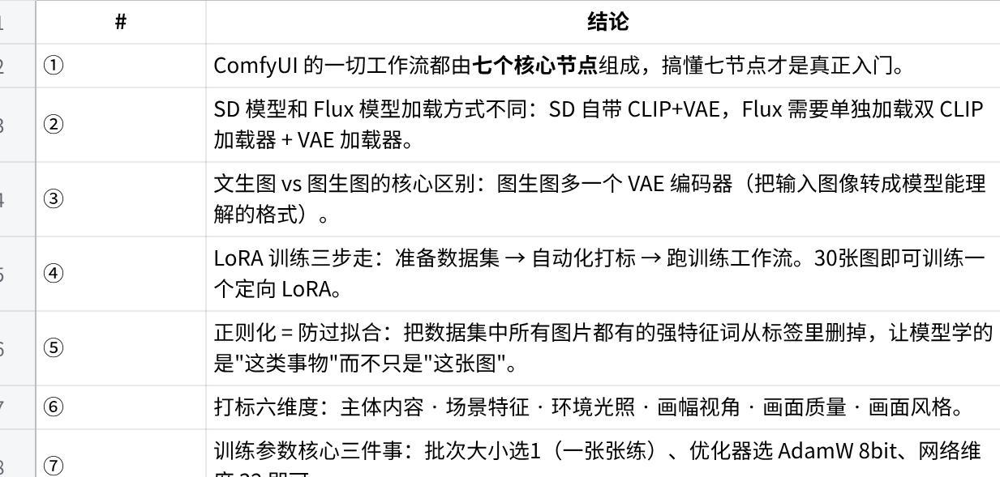 # 结论
① ComfyUI 的一切工作流都由七个核心节点组成，搞懂七节点才是真正入门。
② SD 模型和 Flux 模型加载方式不同：SD 自带 CLIP+VAE，Flux 需要单独加载双 CLIP
加载器 + VAE 加载器。
③ 文生图 vs 图生图的核心区别：图生图多一个 VAE 编码器（把输入图像转成模型能理
解的格式）。
④ LoRA 训练三步走：准备数据集 → 自动化打标 → 跑训练工作流。30张图即可训练一
个定向 LoRA。
⑤ 正则化 = 防过拟合：把数据集中所有图片都有的强特征词从标签里删掉，让模型学的
是"这类事物"而不只是"这张图"。
⑥ 打标六维度：主体内容 · 场景特征 · 环境光照 · 画幅视角 · 画面质量 · 画面风格。
⑦ 训练参数核心三件事：批次大小选1（一张张练）、优化器选 AdamW 8bit、网络维